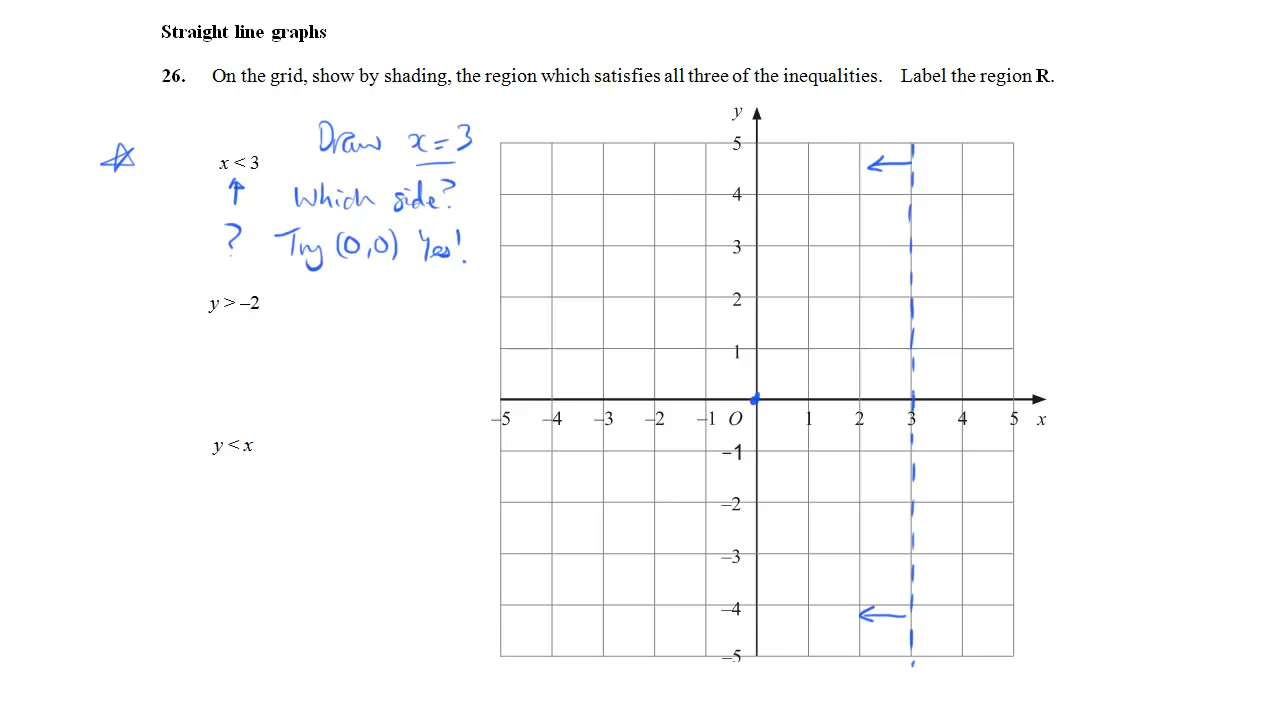 Straight line graphs
26. On the grid, show by shading, the region which satisfies all three of the inequalities. Label the region R.
Draw x = 3
x < 3
Which side?
? Try (0,0) Yes!
y > –2
y < x
y
5
4
3
2
1
–5 –4 –3 –2 –1 O 1 2 3 4 5 x
–1
–2
–3
–4
–5